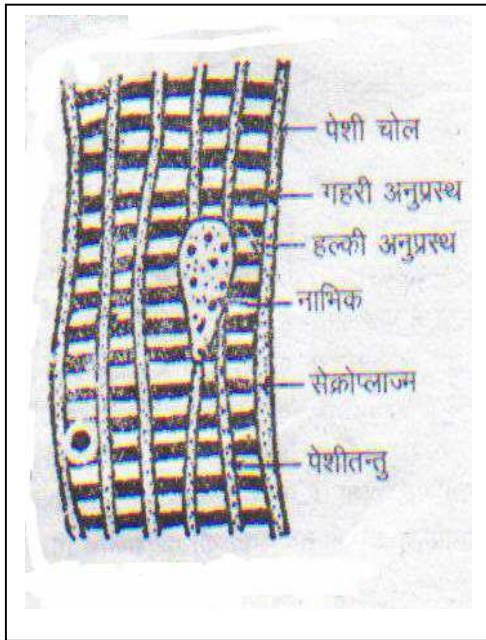 पेशी चोल
गहरी अनुप्रस्थ
हल्की अनुप्रस्थ
नाभिक
सेक्रोप्लाज्म
पेशीतन्तु